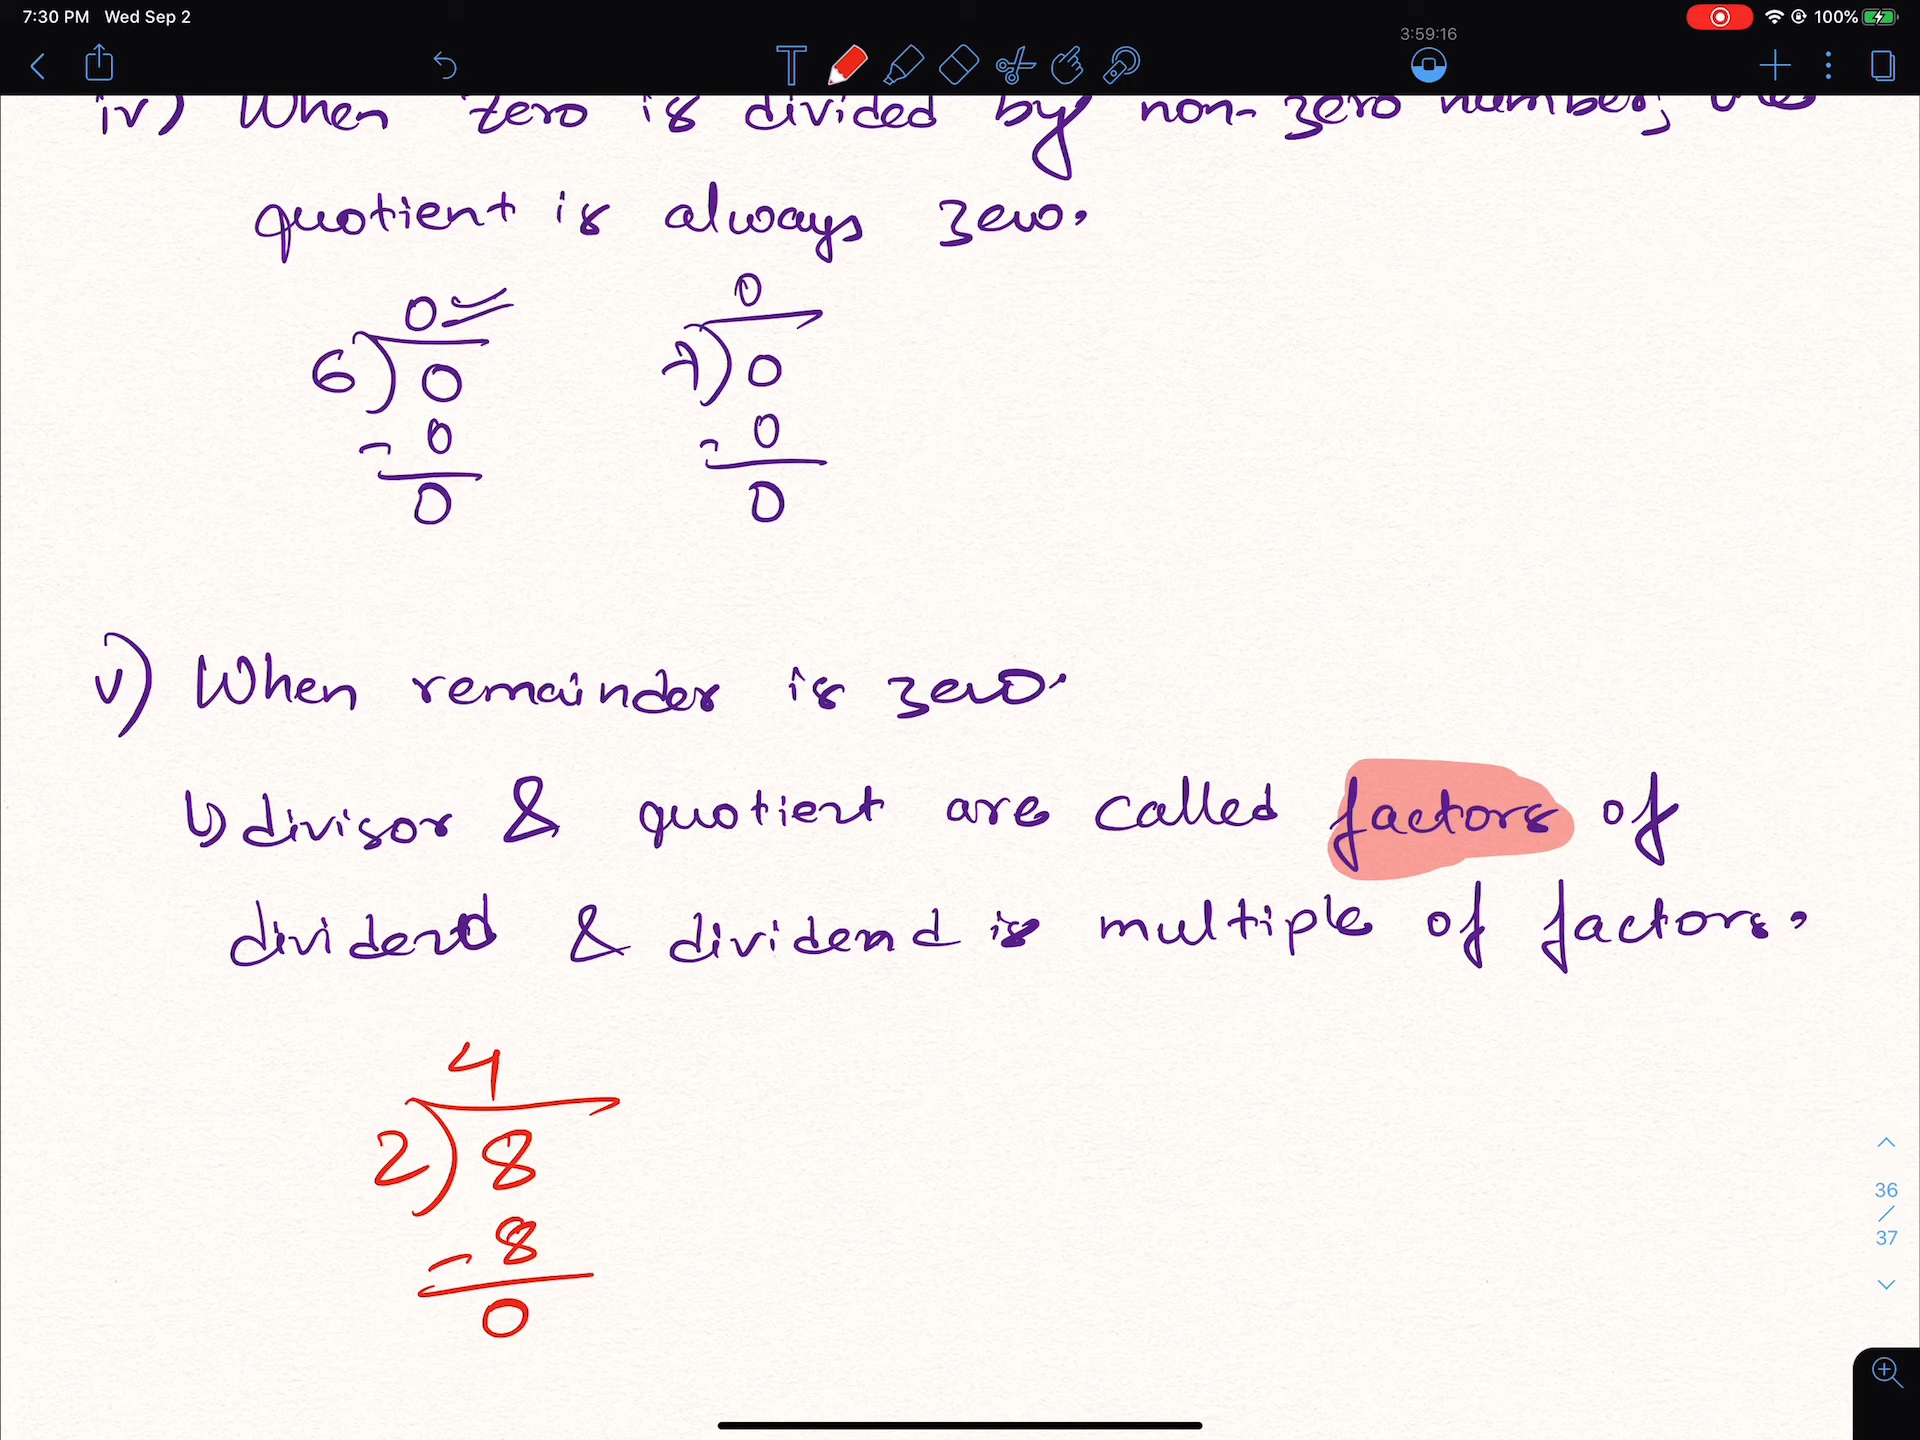 7:30 PM Wed Sep 2
100%
3:59:16
iv) When zero is divided by non-zero number,
quotient is always zero.
0 0
6)0 7)0
- 0 - 0
0 0
v) When remainder is zero.
divisor & quotient are called factors of
dividend & dividend is multiple of factors.
4
2)8
- 8
0
36
/
37